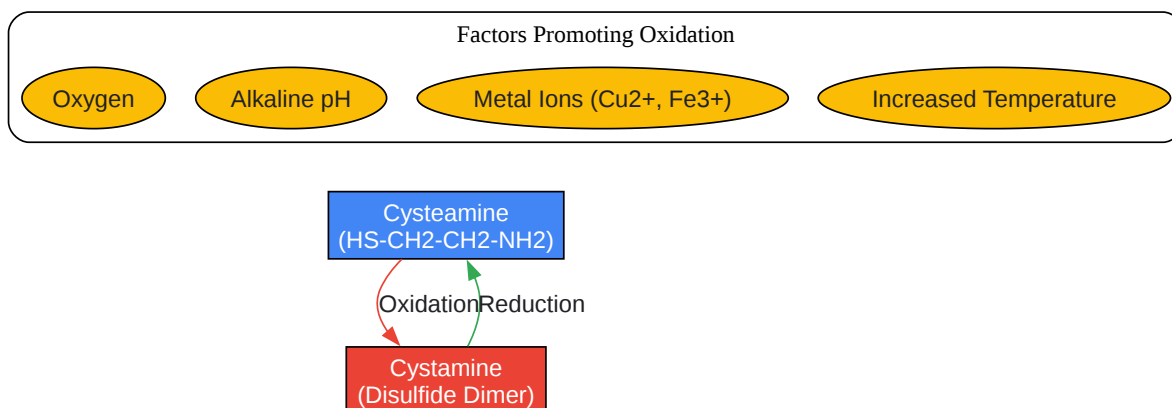 Factors Promoting Oxidation
Oxygen
Alkaline pH
Metal Ions (Cu2+, Fe3+)
Increased Temperature
Cysteamine
(HS-CH2-CH2-NH2)
Oxidation
Reduction
Cystamine
(Disulfide Dimer)